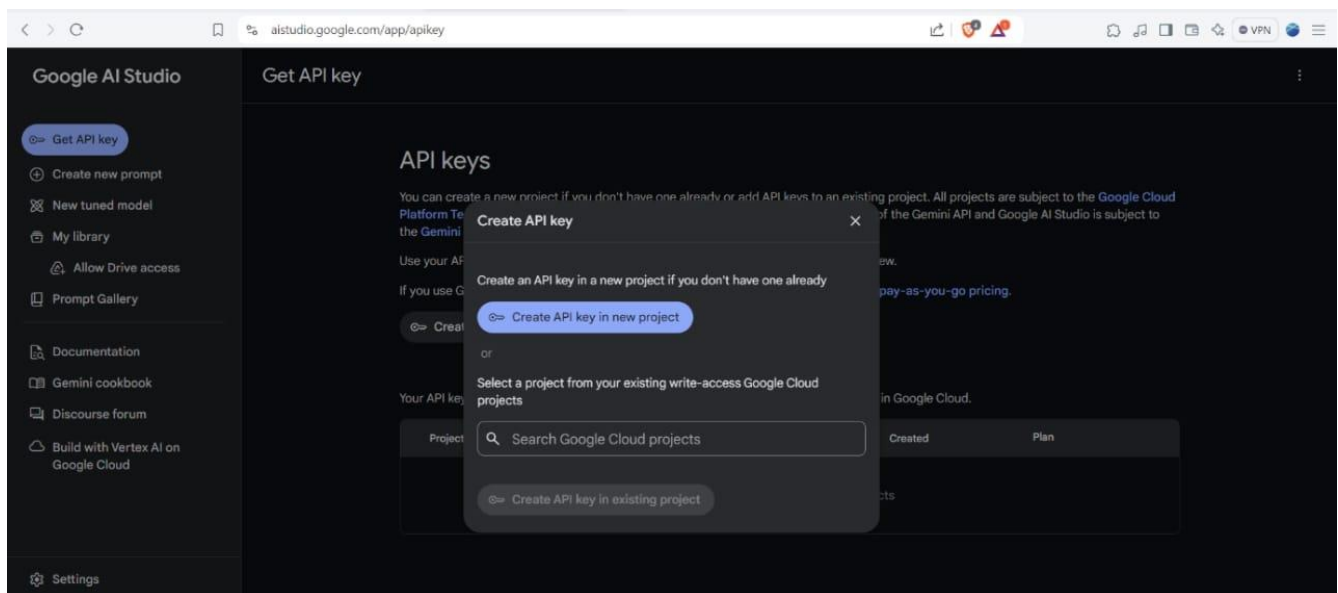 aistudio.google.com/app/apikey
VPN
Google AI Studio
Get API key
Get API key
Create new prompt
New tuned model
My library
Allow Drive access
Prompt Gallery
Documentation
Gemini cookbook
Discourse forum
Build with Vertex AI on
Google Cloud
Settings
API keys
You can create a new project if you don't have one already or add API keys to an existing project. All projects are subject to the Google Cloud
Platform Te
of the Gemini API and Google AI Studio is subject to
the Gemini
Use your AP
ew.
If you use G
pay-as-you-go pricing.
Creat
Create API key
Create an API key in a new project if you don't have one already
Create API key in new project
or
Select a project from your existing write-access Google Cloud
projects
Search Google Cloud projects
Create API key in existing project
Your API key
in Google Cloud.
Project
Created
Plan
cts